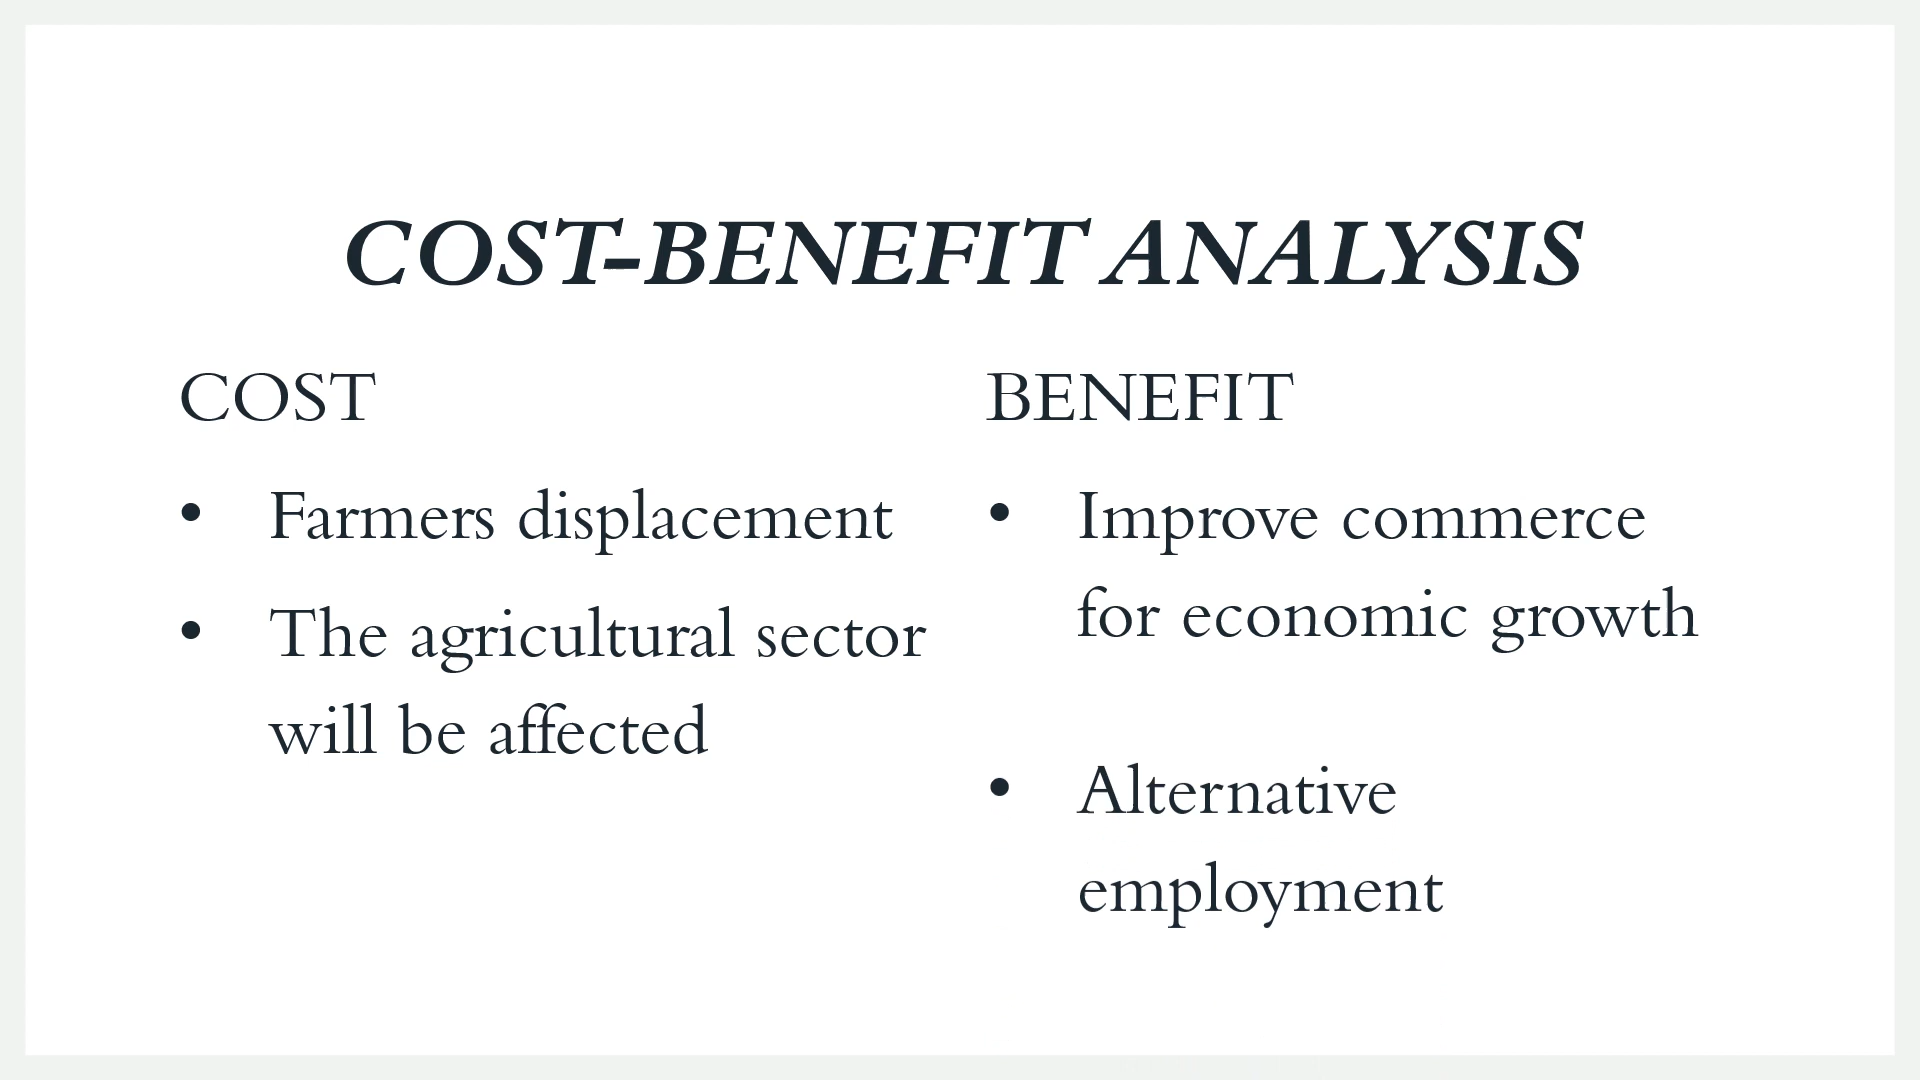 COST-BENEFIT ANALYSIS
COST
• Farmers displacement
• The agricultural sector
will be affected
BENEFIT
• Improve commerce
for economic growth
• Alternative
employment